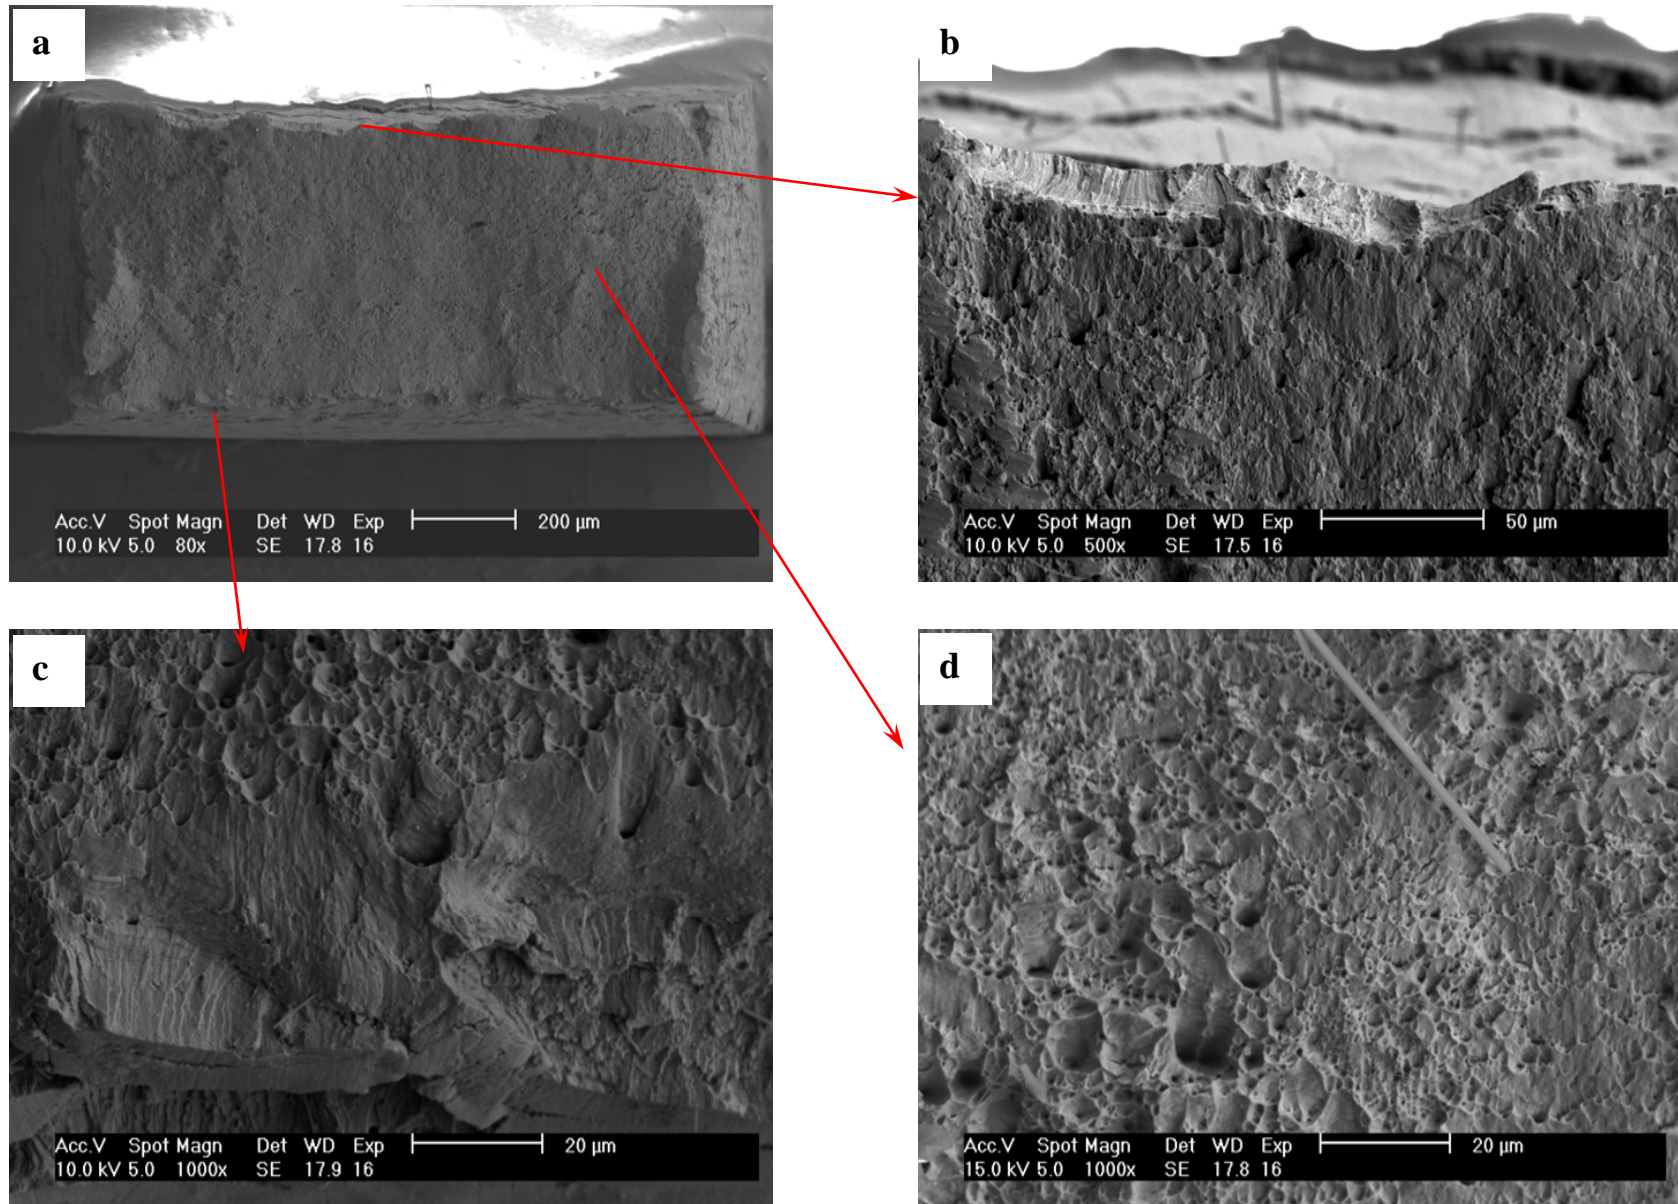 a
Acc.V Spot Magn Det WD Exp 200 µm
10.0 kV 5.0 80x SE 17.8 16
b
Acc.V Spot Magn Det WD Exp 50 µm
10.0 kV 5.0 500x SE 17.5 16
c
Acc.V Spot Magn Det WD Exp 20 µm
10.0 kV 5.0 1000x SE 17.9 16
d
Acc.V Spot Magn Det WD Exp 20 µm
15.0 kV 5.0 1000x SE 17.8 16